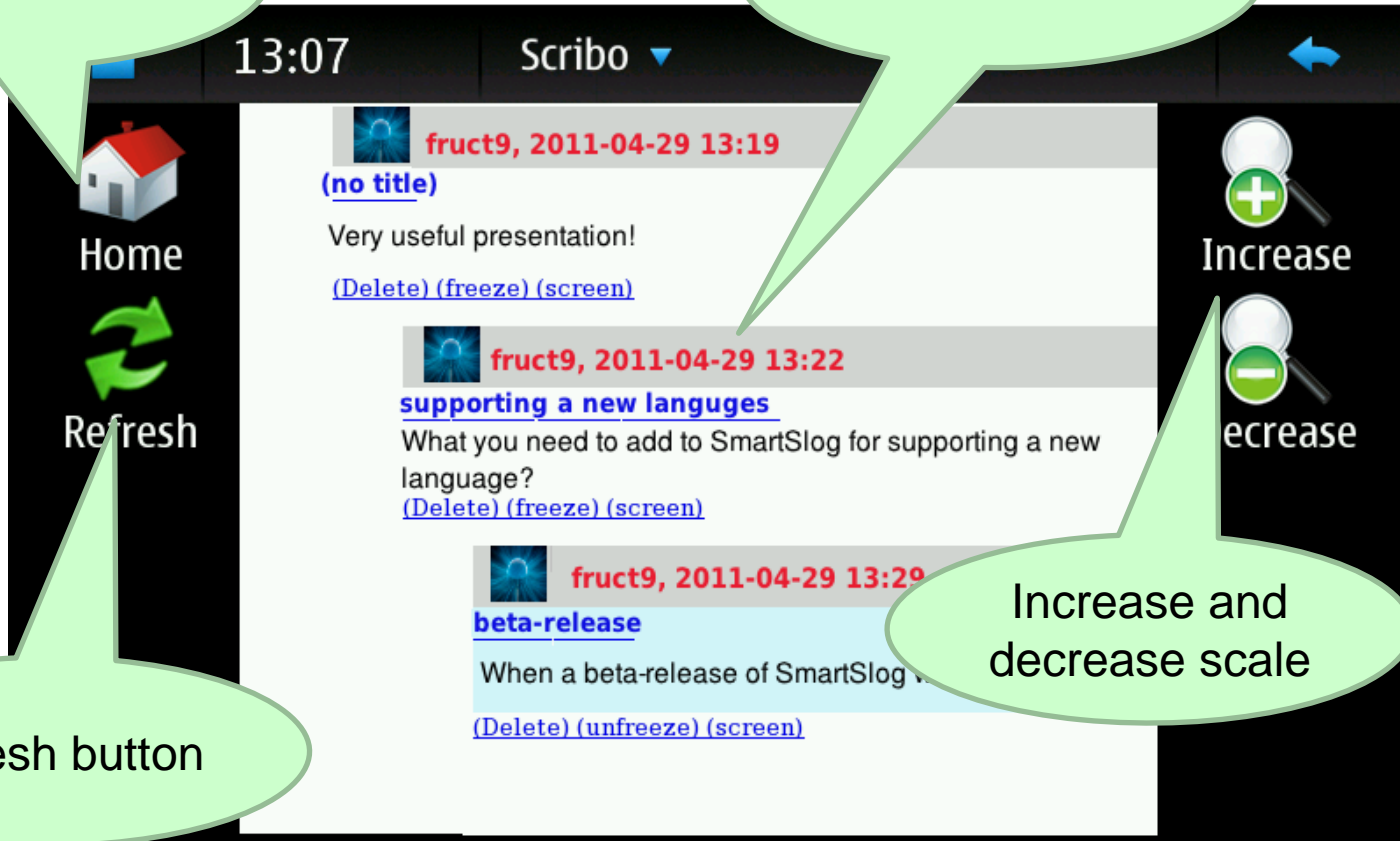 13:07
Scribo
fruct9, 2011-04-29 13:19
(no title)
Very useful presentation!
(Delete) (freeze) (screen)
Home
Refresh
Increase
ecrease
fruct9, 2011-04-29 13:22
supporting a new languges
What you need to add to SmartSlog for supporting a new
language?
(Delete) (freeze) (screen)
fruct9, 2011-04-29 13:29
beta-release
When a beta-release of SmartSlog
(Delete) (unfreeze) (screen)
Increase and
decrease scale
esh button